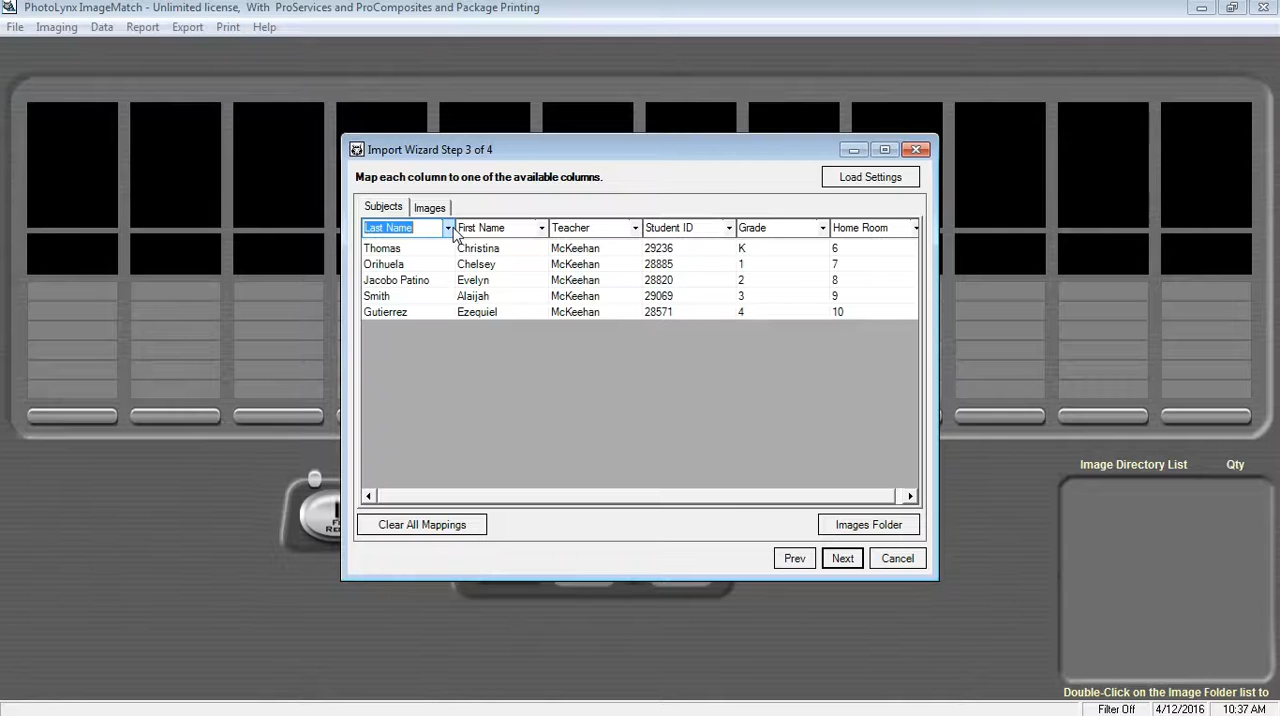 PhotoLynx ImageMatch - Unlimited license, With ProServices and ProComposites and Package Printing
File Imaging Data Report Export Print Help
Import Wizard Step 3 of 4
Map each column to one of the available columns.
Load Settings
Subjects Images
Last Name First Name Teacher Student ID Grade Home Room
Thomas Christina McKeehan 29236 K 6
Orihuela Chelsey McKeehan 28885 1 7
Jacobo Patino Evelyn McKeehan 28820 2 8
Smith Alaijah McKeehan 29069 3 9
Gutierrez Ezequiel McKeehan 28571 4 10
Image Directory List Qty
Clear All Mappings Images Folder
Prev Next Cancel
Double-Click on the Image Folder list to
Filter Off 4/12/2016 10:37 AM